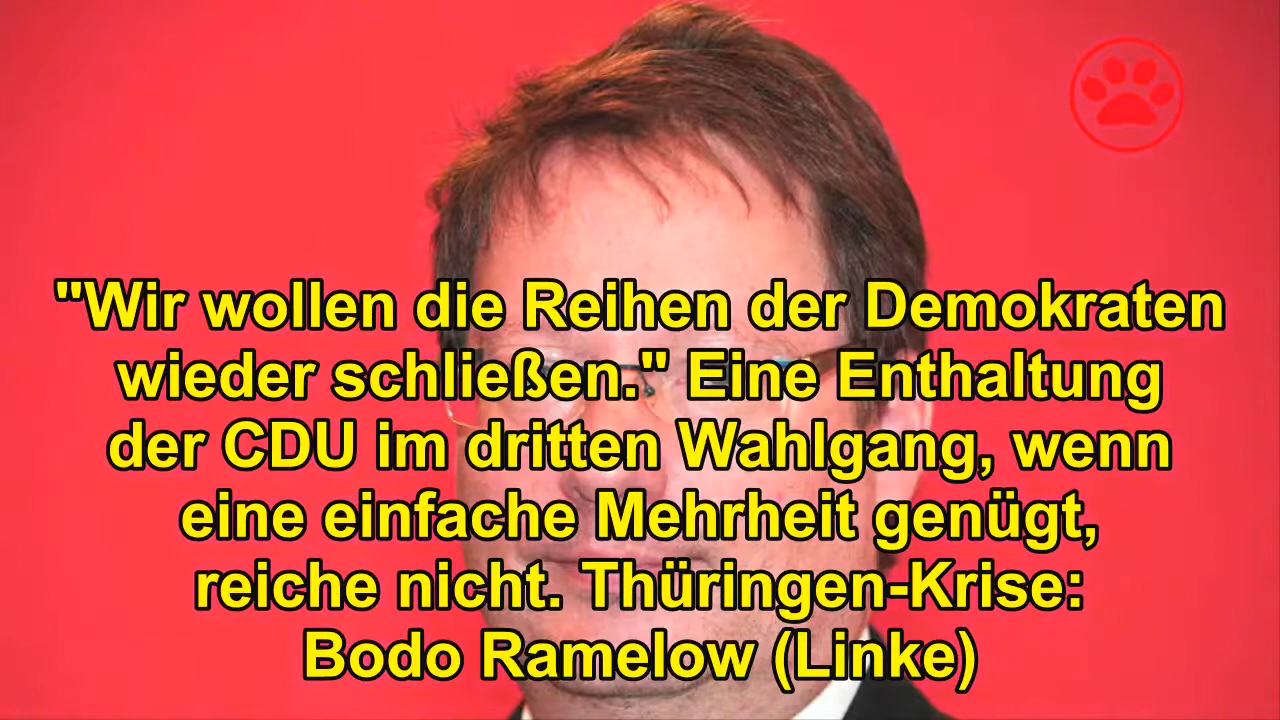 "Wir wollen die Reihen der Demokraten
wieder schließen." Eine Enthaltung
der CDU im dritten Wahlgang, wenn
eine einfache Mehrheit genügt,
reiche nicht. Thüringen-Krise:
Bodo Ramelow (Linke)